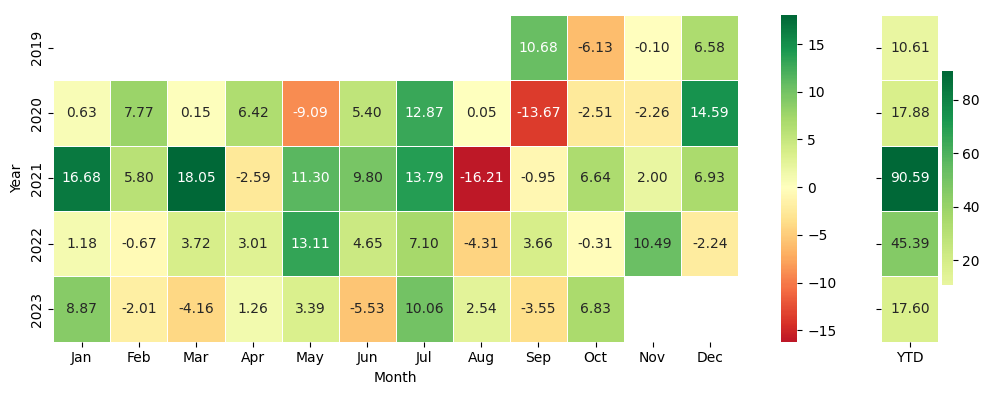 2019 10.68 -6.13 -0.10 6.58 10.61
2020 0.63 7.77 0.15 6.42 -9.09 5.40 12.87 0.05 -13.67 -2.51 -2.26 14.59 17.88
2021 16.68 5.80 18.05 -2.59 11.30 9.80 13.79 -16.21 -0.95 6.64 2.00 6.93 90.59
2022 1.18 -0.67 3.72 3.01 13.11 4.65 7.10 -4.31 3.66 -0.31 10.49 -2.24 45.39
2023 8.87 -2.01 -4.16 1.26 3.39 -5.53 10.06 2.54 -3.55 6.83 17.60
Jan Feb Mar Apr May Jun Jul Aug Sep Oct Nov Dec YTD
Month
Year
15
10
5
0
−5
−10
−15
80
60
40
20